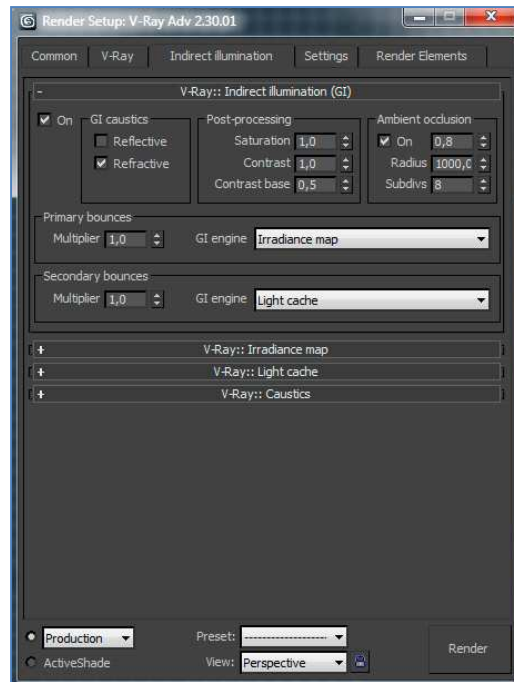 Render Setup: V-Ray Adv 2.30.01
Common V-Ray Indirect illumination Settings Render Elements
- V-Ray:: Indirect illumination (GI)
On
GI caustics
Reflective
Refractive
Post-processing
Saturation 1,0
Contrast 1,0
Contrast base 0,5
Ambient occlusion
On 0,8
Radius 1000,0
Subdivs 8
Primary bounces
Multiplier 1,0 GI engine Irradiance map
Secondary bounces
Multiplier 1,0 GI engine Light cache
+ V-Ray:: Irradiance map
+ V-Ray:: Light cache
+ V-Ray:: Caustics
Production
ActiveShade
Preset: --------------------
View: Perspective
Render